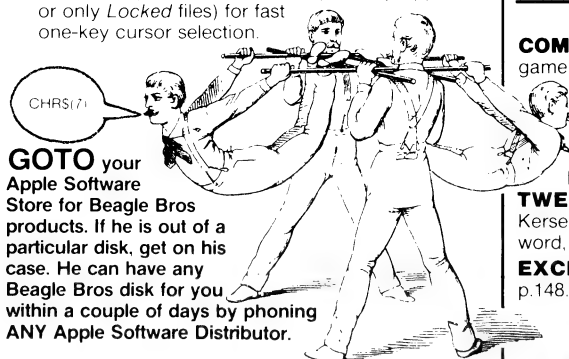 or only Locked files) for fast
one-key cursor selection.
CHR$(7)
GOTO your
Apple Software
Store for Beagle Bros
products. If he is out of a
particular disk, get on his
case. He can have any
Beagle Bros disk for you
within a couple of days by phoning
ANY Apple Software Distributor.
COM
game
TWE
Kerse
word,
EXC
p.148.